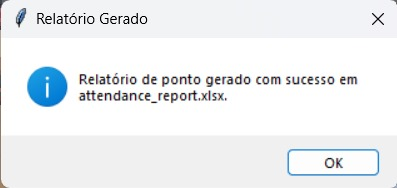 Relatório Gerado
Relatório de ponto gerado com sucesso em
attendance_report.xlsx.
OK